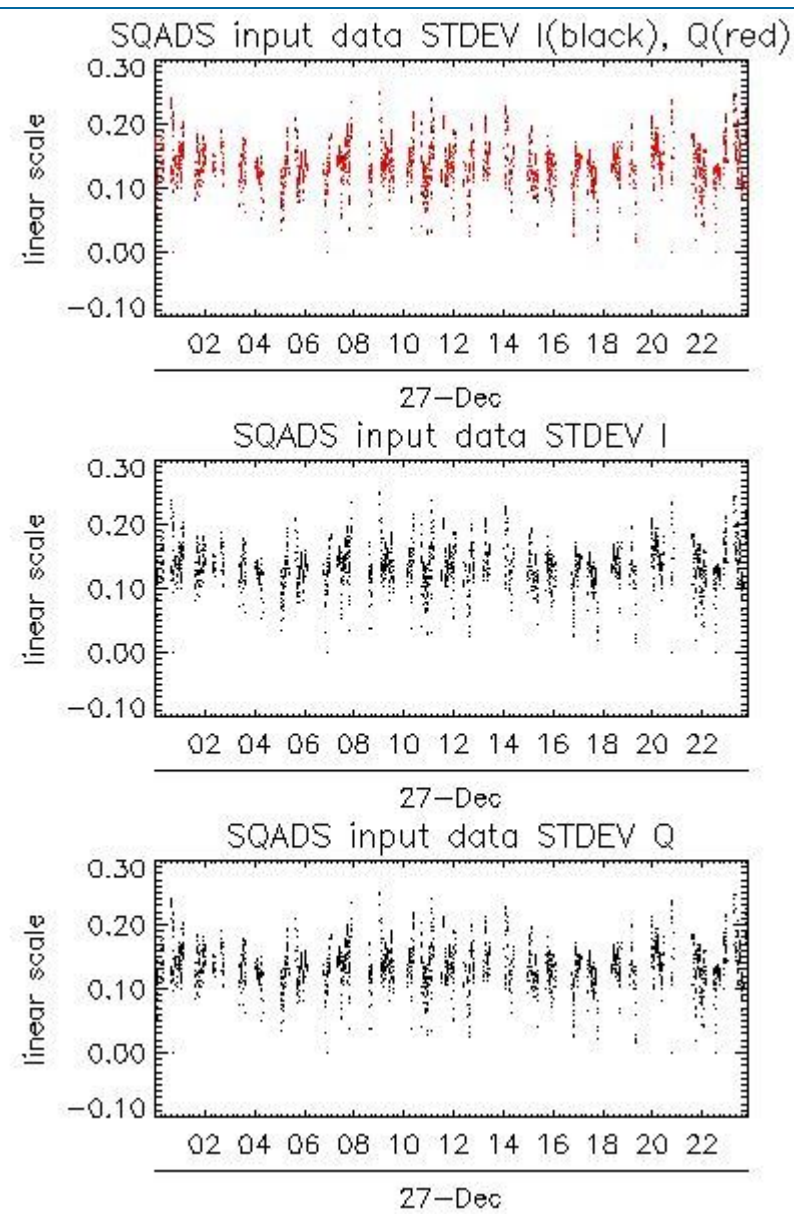 SQADS input data STDEV I(black), Q(red)
0.30
0.20
0.10
0.00
−0.10
linear scale
02 04 06 08 10 12 14 16 18 20 22
27−Dec
SQADS input data STDEV I
0.30
0.20
0.10
0.00
−0.10
linear scale
02 04 06 08 10 12 14 16 18 20 22
27−Dec
SQADS input data STDEV Q
0.30
0.20
0.10
0.00
−0.10
linear scale
02 04 06 08 10 12 14 16 18 20 22
27−Dec